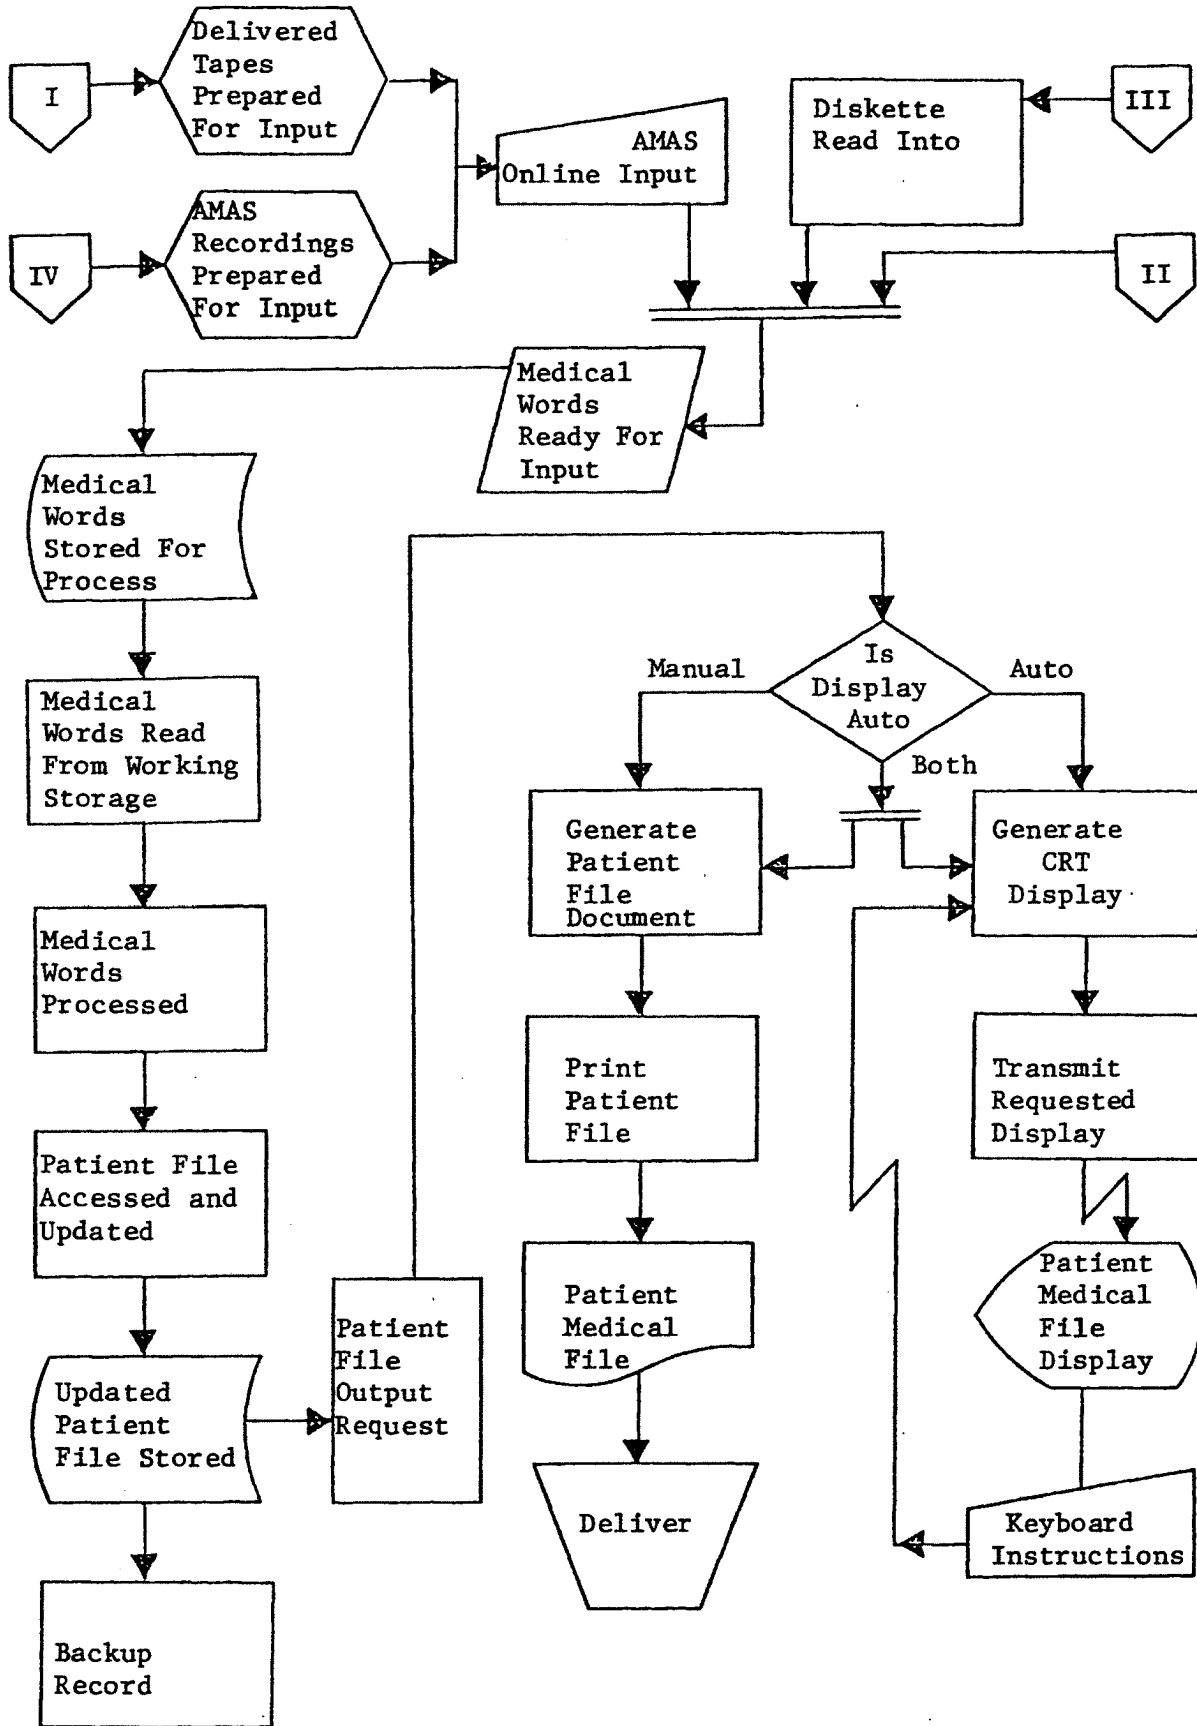 I
Delivered
Tapes
Prepared
For Input
IV
AMAS
Recordings
Prepared
For Input
AMAS
Online Input
Diskette
Read Into
III
II
Medical
Words
Ready For
Input
Medical
Words
Stored For
Process
Medical
Words Read
From Working
Storage
Medical
Words
Processed
Patient File
Accessed and
Updated
Updated
Patient
File Stored
Backup
Record
Patient
File
Output
Request
Is
Display
Auto
Manual
Auto
Both
Generate
Patient
File
Document
Print
Patient
File
Patient
Medical
File
Deliver
Generate
CRT
Display
Transmit
Requested
Display
Patient
Medical
File
Display
Keyboard
Instructions